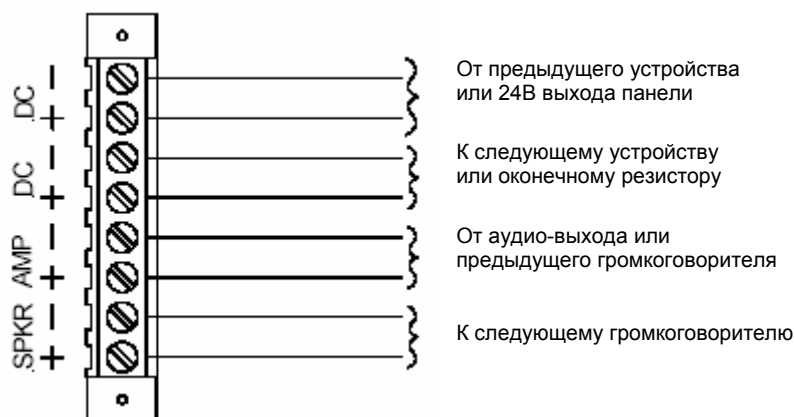 От предыдущего устройства
или 24В выхода панели
К следующему устройству
или оконечному резистору
От аудио-выхода или
предыдущего громкоговорителя
К следующему громкоговорителю
DC
+ −
DC
+ −
AMP
+ −
SPKR
+ −